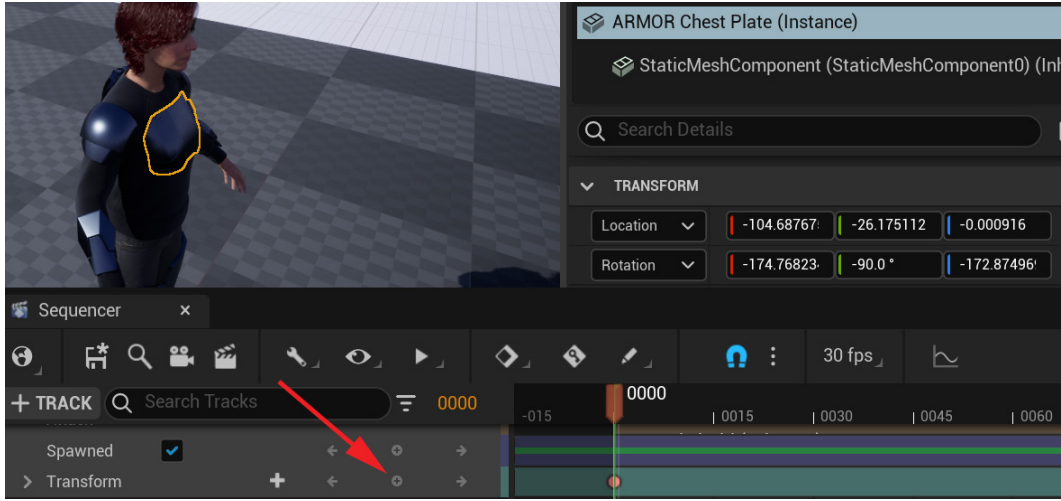 ARMOR Chest Plate (Instance)
StaticMeshComponent (StaticMeshComponent0) (Inh
Search Details
TRANSFORM
Location -104.68767 -26.175112 -0.000916
Rotation -174.76823 -90.0 ° -172.87496
Sequencer ×
30 fps
+ TRACK Search Tracks 0000 -015 0000 0015 0030 0045 0060
Spawned
Transform